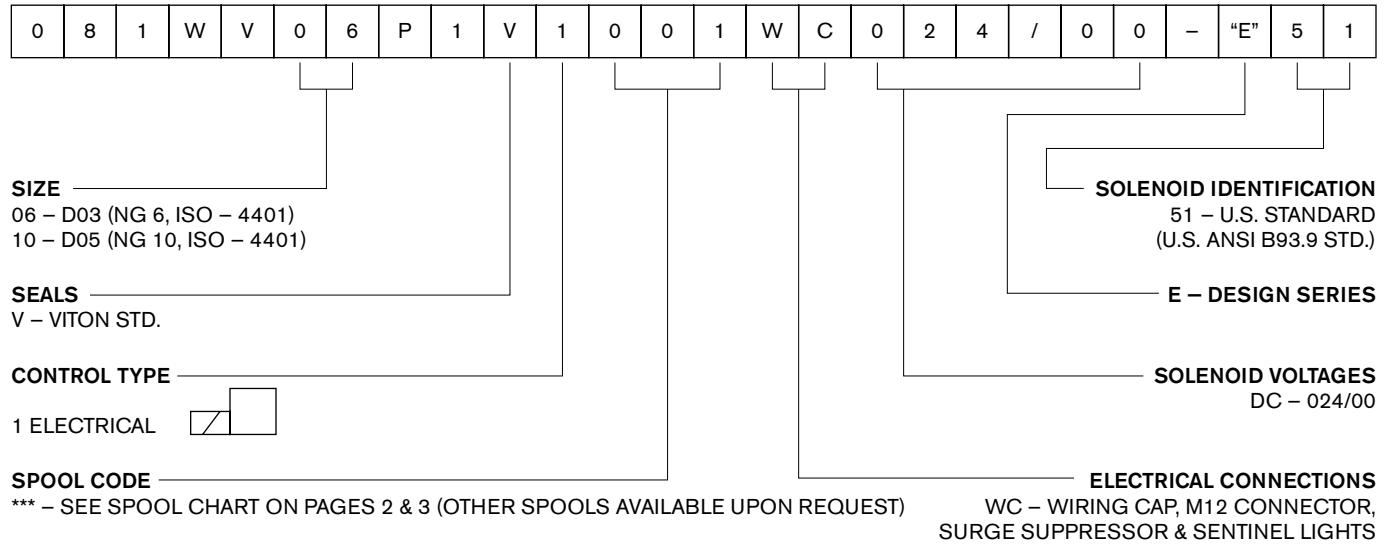 0 8 1 W V 0 6 P 1 V 1 0 0 1 W C 0 2 4 / 0 0 – “E” 5 1
SIZE
06 – D03 (NG 6, ISO – 4401)
10 – D05 (NG 10, ISO – 4401)
SEALS
V – VITON STD.
CONTROL TYPE
1 ELECTRICAL
SPOOL CODE
*** – SEE SPOOL CHART ON PAGES 2 & 3 (OTHER SPOOLS AVAILABLE UPON REQUEST)
SOLENOID IDENTIFICATION
51 – U.S. STANDARD
(U.S. ANSI B93.9 STD.)
E – DESIGN SERIES
SOLENOID VOLTAGES
DC – 024/00
ELECTRICAL CONNECTIONS
WC – WIRING CAP, M12 CONNECTOR,
SURGE SUPPRESSOR & SENTINEL LIGHTS